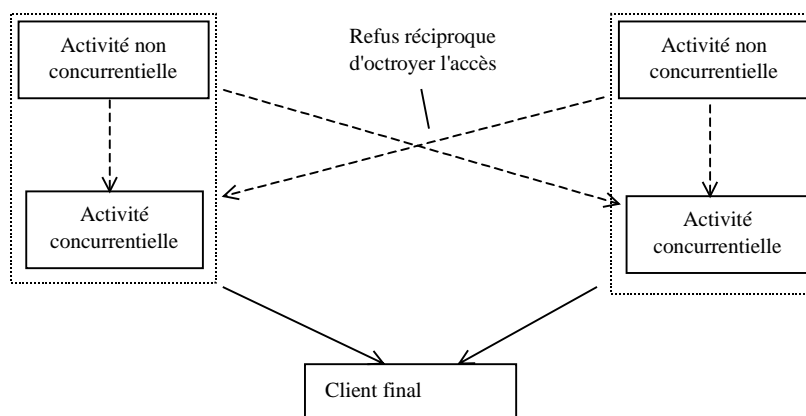 Activité non
concurrentielle
Refus réciproque
d'octroyer l'accès
Activité non
concurrentielle
Activité
concurrentielle
Activité
concurrentielle
Client final